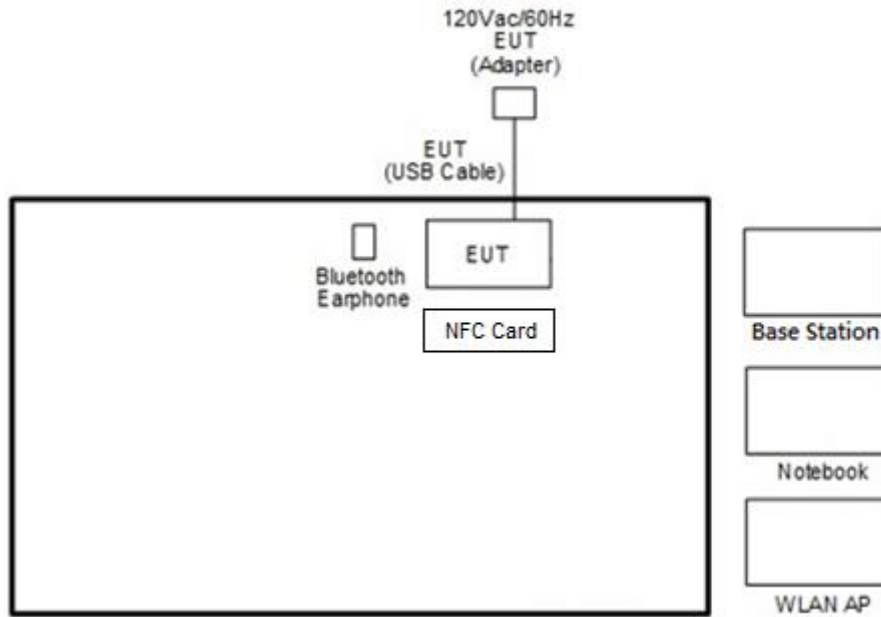 120Vac/60Hz
EUT
(Adapter)
EUT
(USB Cable)
EUT
Bluetooth
Earphone
NFC Card
Base Station
Notebook
WLAN AP